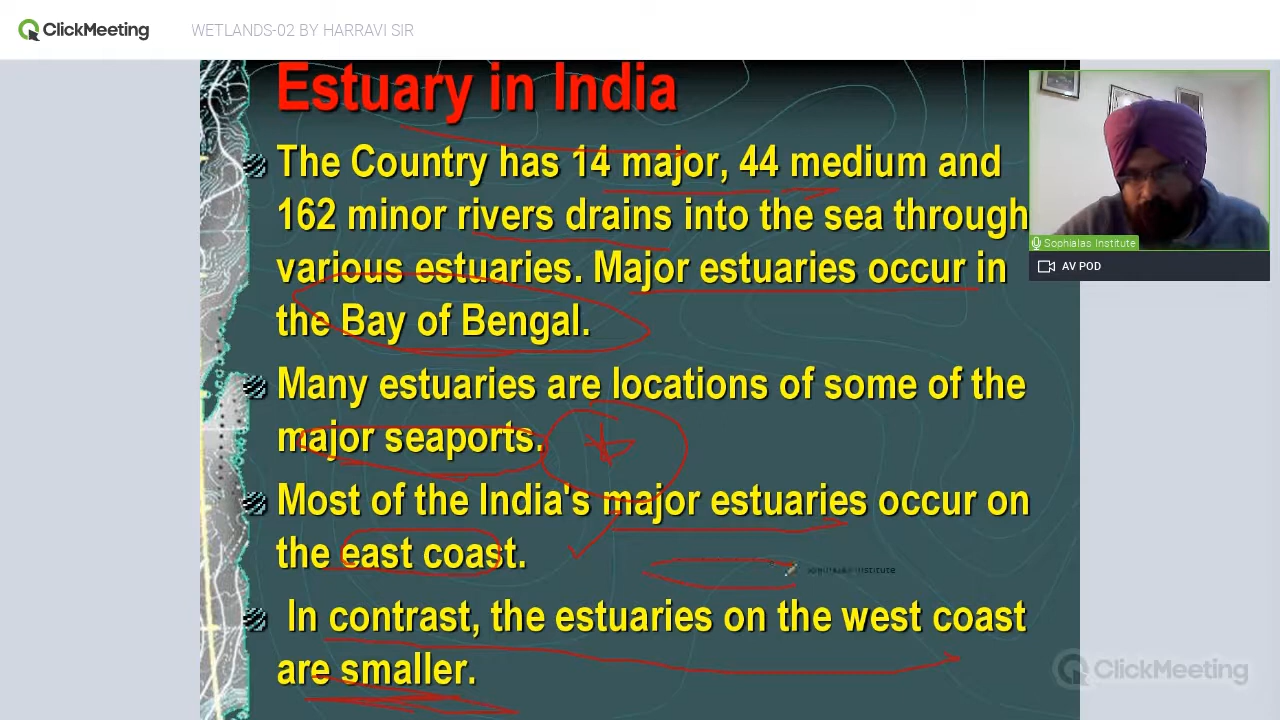 ClickMeeting WETLANDS-02 BY HARRAVI SIR
Estuary in India
The Country has 14 major, 44 medium and
162 minor rivers drains into the sea through
various estuaries. Major estuaries occur in
the Bay of Bengal.
Many estuaries are locations of some of the
major seaports.
Most of the India's major estuaries occur on
the east coast.
In contrast, the estuaries on the west coast
are smaller.
Sophialas Institute
AV POD
Sophialas Institute
ClickMeeting